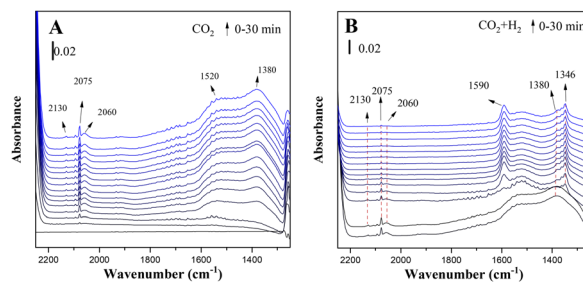 A
CO2 ↑ 0-30 min
0.02
2075
2130
2060
1520
1380
Absorbance
2200 2000 1800 1600 1400
Wavenumber (cm-1)
B
CO2+H2 ↑ 0-30 min
0.02
2130
2075
2060
1590
1380
1346
Absorbance
2200 2000 1800 1600 1400
Wavenumber (cm-1)